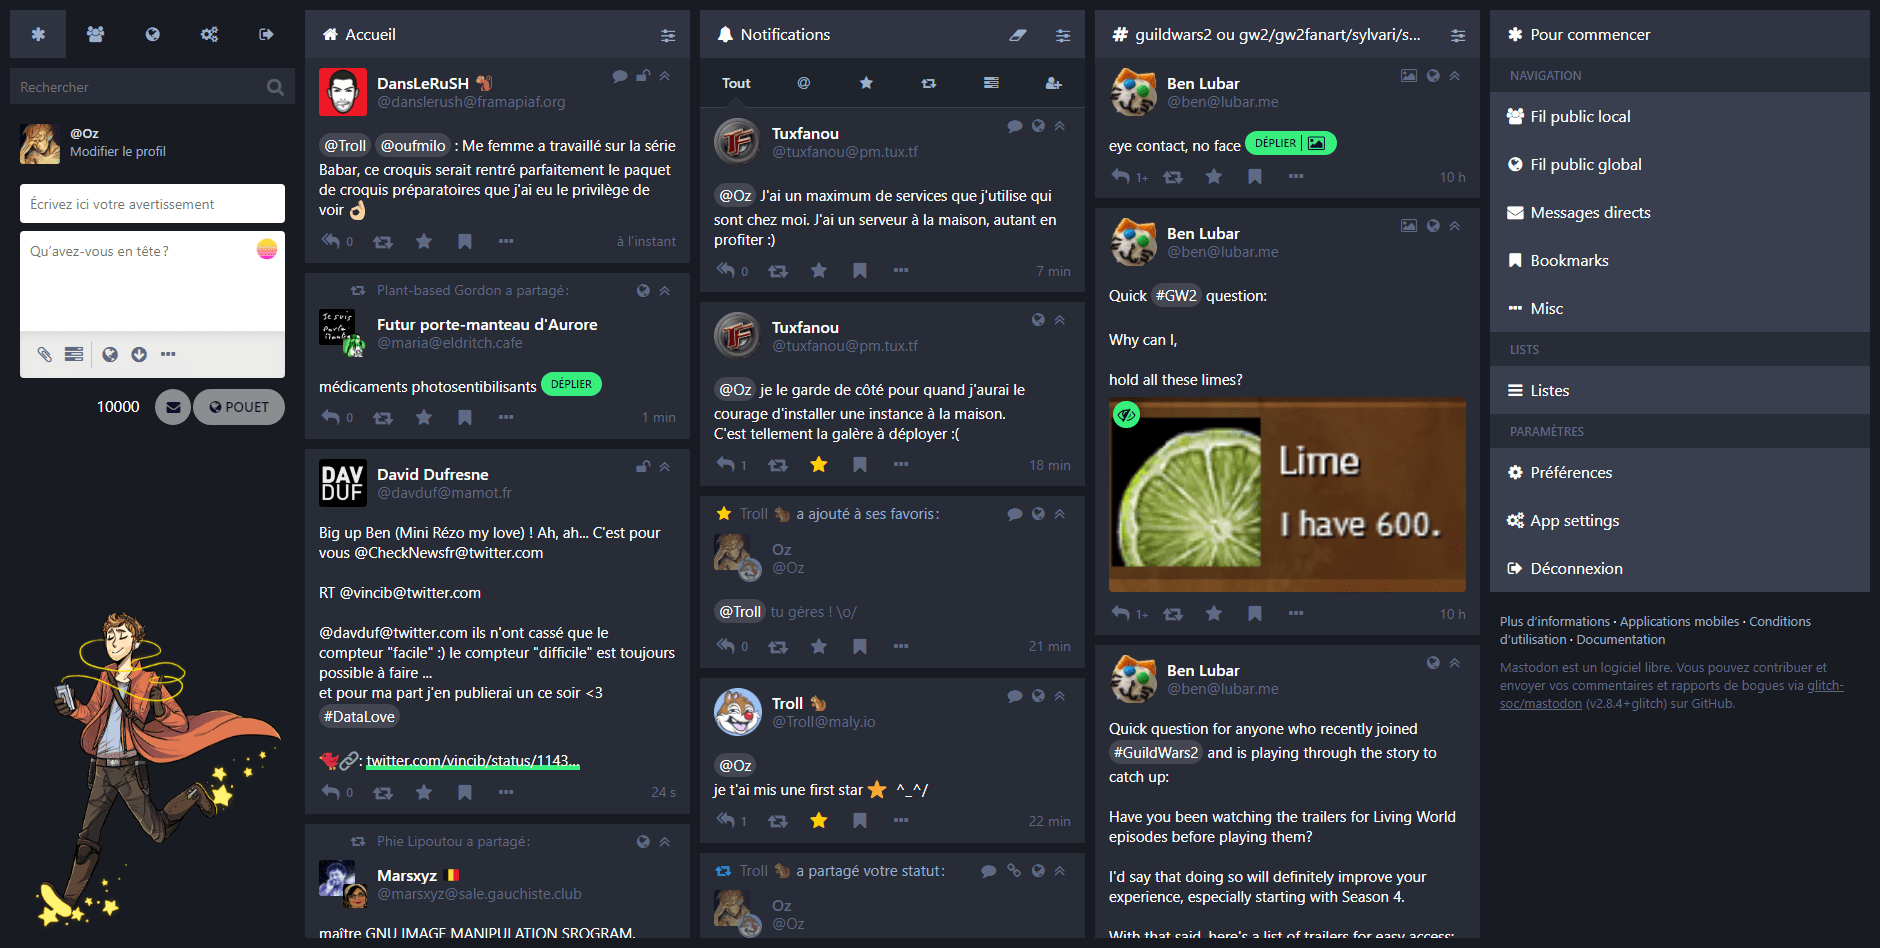 Rechercher
@Oz
Modifier le profil
Écrivez ici votre avertissement
Qu’avez-vous en tête ?
10000
POUET
Accueil
DansLeRuSH
@danslerush@framapiaf.org
@Troll @oufmilo : Me femme a travaillé sur la série
Babar, ce croquis serait rentré parfaitement le paquet
de croquis préparatoires que j'ai eu le privilège de
voir 👌
0
à l’instant
Plant-based Gordon a partagé :
Je suis
Porte-
Futur porte-manteau d'Aurore
@maria@eldritch.cafe
médicaments photosentibilisants DÉPLIER
0
1 min
DAV
DUF
David Dufresne
@davduf@mamot.fr
Big up Ben (Mini Rézo my love) ! Ah, ah... C'est pour
vous @CheckNewsfr@twitter.com
RT @vincib@twitter.com
@davduf@twitter.com ils n'ont cassé que le
compteur "facile" :) le compteur "difficile" est toujours
possible à faire ...
et pour ma part j'en publierai un ce soir <3
#DataLove
🐦🔗: twitter.com/vincib/status/1143…
0
24 s
Phie Lipoutou a partagé :
Marsxyz 🇧🇪
@marsxyz@sale.gauchiste.club
maître GNU IMAGE MANIPULATION SROGRAM,
Notifications
Tout
Tuxfanou
@tuxfanou@pm.tux.tf
@Oz J'ai un maximum de services que j'utilise qui
sont chez moi. J'ai un serveur à la maison, autant en
profiter :)
0
7 min
Tuxfanou
@tuxfanou@pm.tux.tf
@Oz je le garde de côté pour quand j'aurai le
courage d'installer une instance à la maison.
C'est tellement la galère à déployer :(
1
18 min
Troll 🐿 a ajouté à ses favoris :
Oz
@Oz
@Troll tu gères ! \o/
0
21 min
Troll 🐿
@Troll@maly.io
@Oz
je t'ai mis une first star ⭐ ^_^/
1
22 min
Troll 🐿 a partagé votre statut :
Oz
@Oz
guildwars2 ou gw2/gw2fanart/sylvari/s...
Ben Lubar
@ben@lubar.me
eye contact, no face DÉPLIER
1+
10 h
Ben Lubar
@ben@lubar.me
Quick #GW2 question:
Why can I,
hold all these limes?
Lime
I have 600.
1+
10 h
Ben Lubar
@ben@lubar.me
Quick question for anyone who recently joined
#GuildWars2 and is playing through the story to
catch up:
Have you been watching the trailers for Living World
episodes before playing them?
I'd say that doing so will definitely improve your
experience, especially starting with Season 4.
With that said, here's a list of trailers for easy access:
Pour commencer
NAVIGATION
Fil public local
Fil public global
Messages directs
Bookmarks
Misc
LISTS
Listes
PARAMÈTRES
Préférences
App settings
Déconnexion
Plus d’informations · Applications mobiles · Conditions
d’utilisation · Documentation
Mastodon est un logiciel libre. Vous pouvez contribuer et
envoyer vos commentaires et rapports de bogues via glitch-
soc/mastodon (v2.8.4+glitch) sur GitHub.